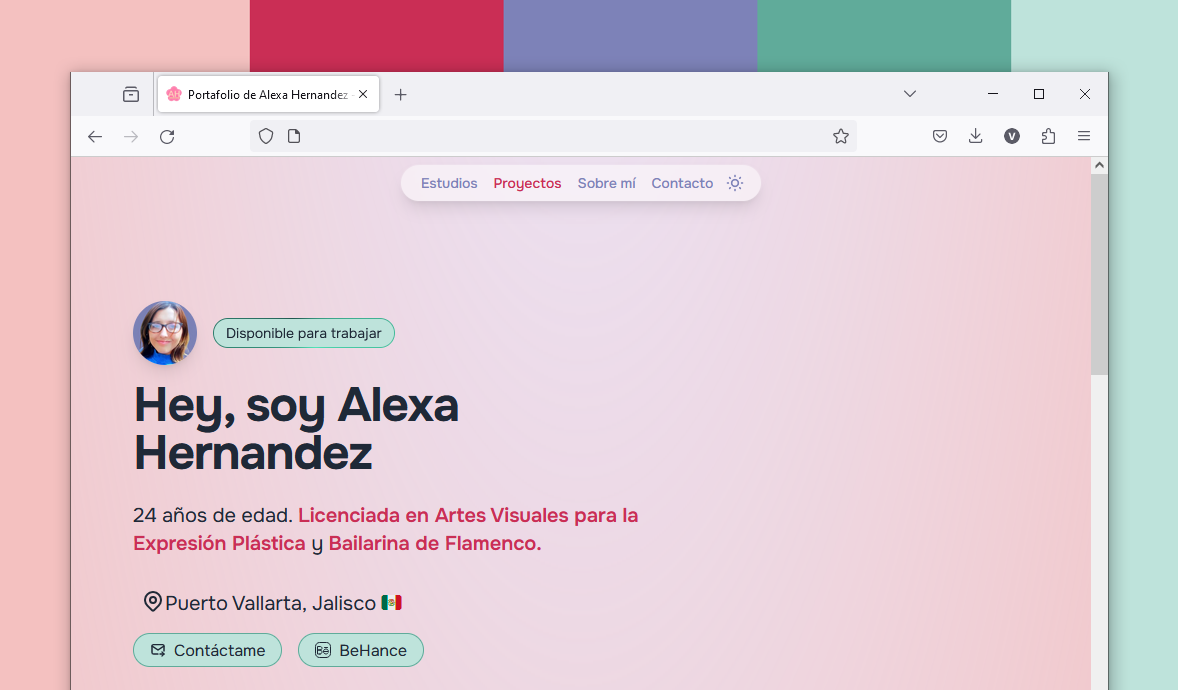 Portafolio de Alexa Hernandez -
V
Estudios Proyectos Sobre mí Contacto
Disponible para trabajar
Hey, soy Alexa
Hernandez
24 años de edad. Licenciada en Artes Visuales para la
Expresión Plástica y Bailarina de Flamenco.
Puerto Vallarta, Jalisco
Contáctame
Bē BeHance